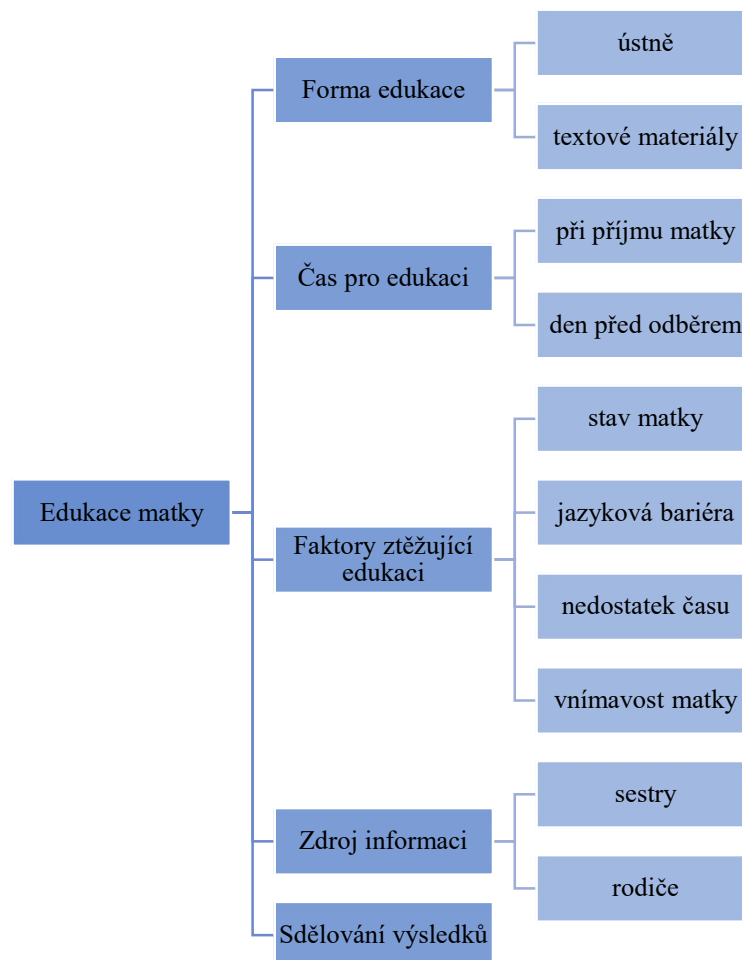 Edukace matky
Forma edukace
ústně
textové materiály
Čas pro edukaci
při příjmu matky
den před odběrem
Faktory ztěžující
edukaci
stav matky
jazyková bariéra
nedostatek času
vnímavost matky
Zdroj informaci
sestry
rodiče
Sdělování výsledků